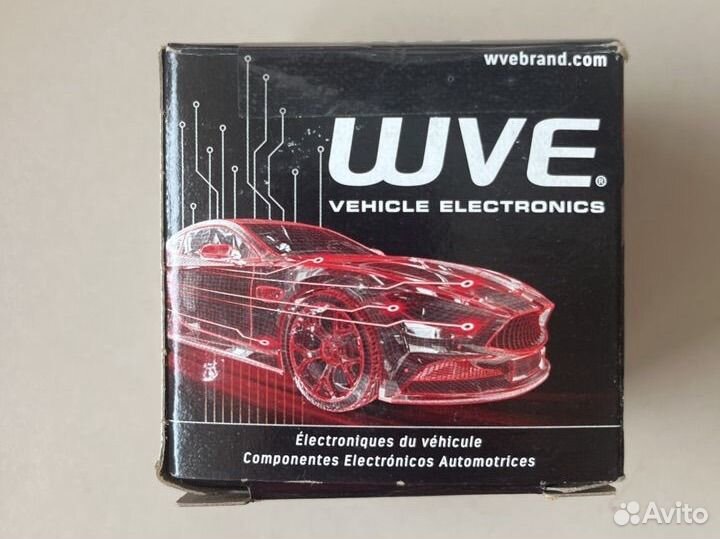 wvebrand.com
WVE®
VEHICLE ELECTRONICS
Électroniques du véhicule
Componentes Electrónicos Automotrices
Avito